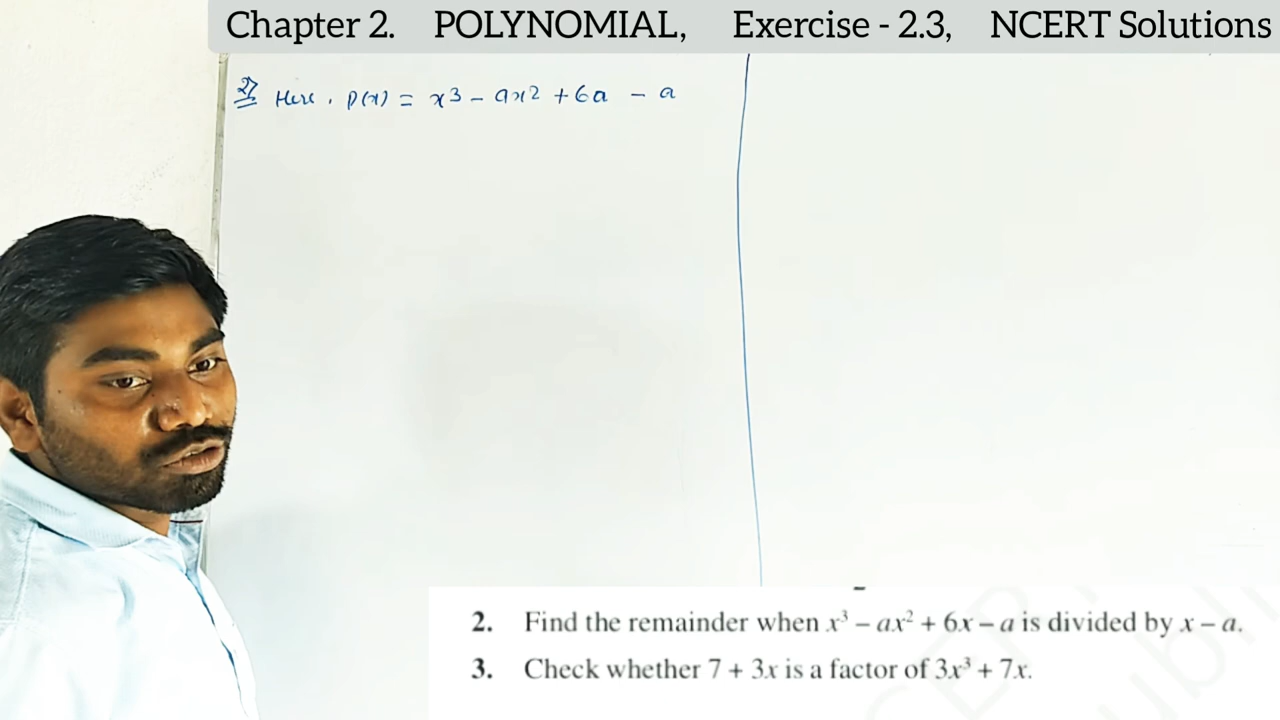 Chapter 2. POLYNOMIAL, Exercise - 2.3, NCERT Solutions
2) Here, p(x) = x3 - ax2 + 6a - a
2. Find the remainder when x³ – ax² + 6x – a is divided by x – a.
3. Check whether 7 + 3x is a factor of 3x³ + 7x.